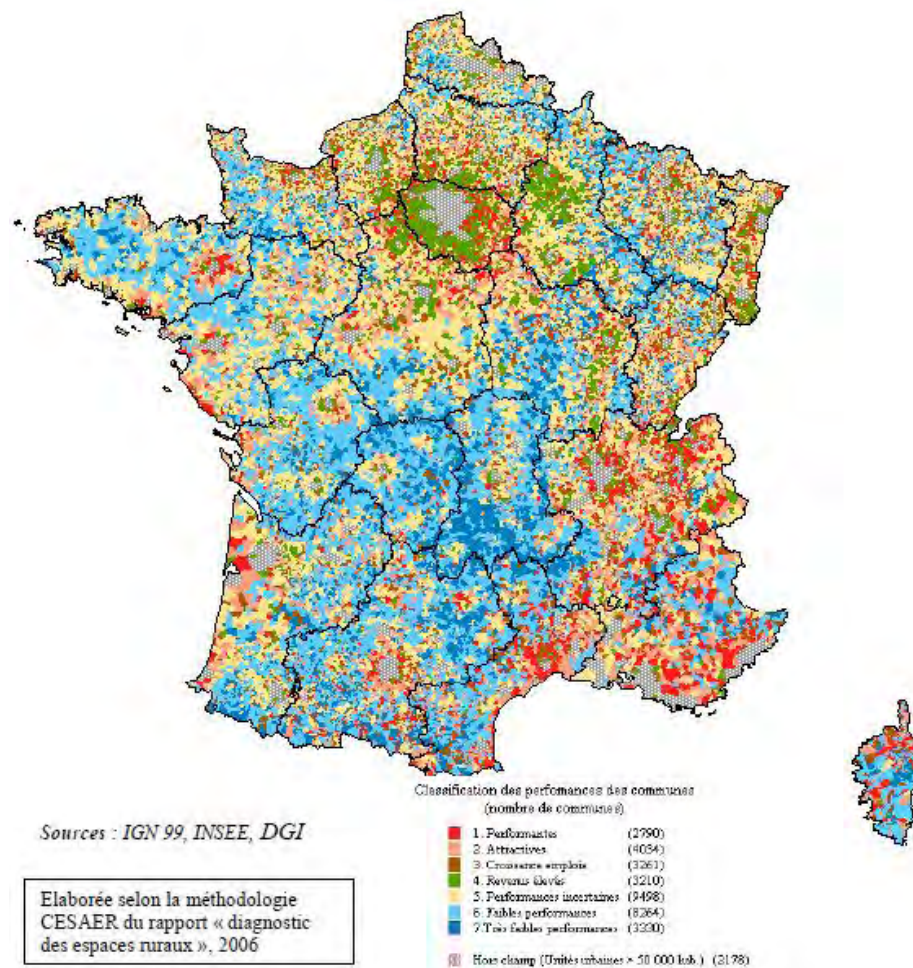 Classification des perfomances des communes
(nombre de communes)
Sources : IGN 99, INSEE, DGI
1. Performantes (2790)
2. Attractives (4034)
3. Croissance emplois (3261)
4. Revenus élevés (3210)
5. Performances incertaines (9498)
6. Faibles performances (8264)
7. Très faibles performances (3330)
Hors champ (Unités urbaines > 50 000 hab.) (2178)
Elaborée selon la méthodologie
CESAER du rapport « diagnostic
des espaces ruraux », 2006